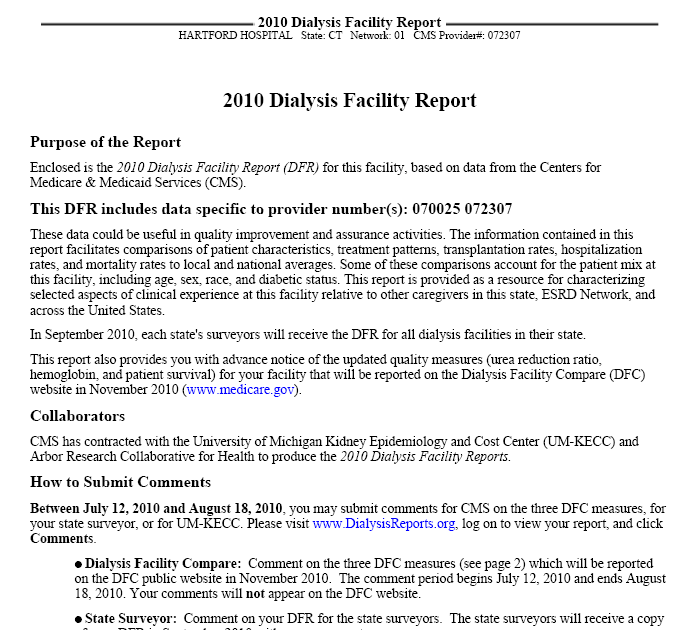 2010 Dialysis Facility Report
HARTFORD HOSPITAL State: CT Network: 01 CMS Provider#: 072307
2010 Dialysis Facility Report
Purpose of the Report
Enclosed is the 2010 Dialysis Facility Report (DFR) for this facility, based on data from the Centers for
Medicare & Medicaid Services (CMS).
This DFR includes data specific to provider number(s): 070025 072307
These data could be useful in quality improvement and assurance activities. The information contained in this
report facilitates comparisons of patient characteristics, treatment patterns, transplantation rates, hospitalization
rates, and mortality rates to local and national averages. Some of these comparisons account for the patient mix at
this facility, including age, sex, race, and diabetic status. This report is provided as a resource for characterizing
selected aspects of clinical experience at this facility relative to other caregivers in this state, ESRD Network, and
across the United States.
In September 2010, each state's surveyors will receive the DFR for all dialysis facilities in their state.
This report also provides you with advance notice of the updated quality measures (urea reduction ratio,
hemoglobin, and patient survival) for your facility that will be reported on the Dialysis Facility Compare (DFC)
website in November 2010 (www.medicare.gov).
Collaborators
CMS has contracted with the University of Michigan Kidney Epidemiology and Cost Center (UM-KECC) and
Arbor Research Collaborative for Health to produce the 2010 Dialysis Facility Reports.
How to Submit Comments
Between July 12, 2010 and August 18, 2010, you may submit comments for CMS on the three DFC measures, for
your state surveyor, or for UM-KECC. Please visit www.DialysisReports.org, log on to view your report, and click
Comments.
● Dialysis Facility Compare: Comment on the three DFC measures (see page 2) which will be reported
on the DFC public website in November 2010. The comment period begins July 12, 2010 and ends August
18, 2010. Your comments will not appear on the DFC website.
● State Surveyor: Comment on your DFR for the state surveyors. The state surveyors will receive a copy